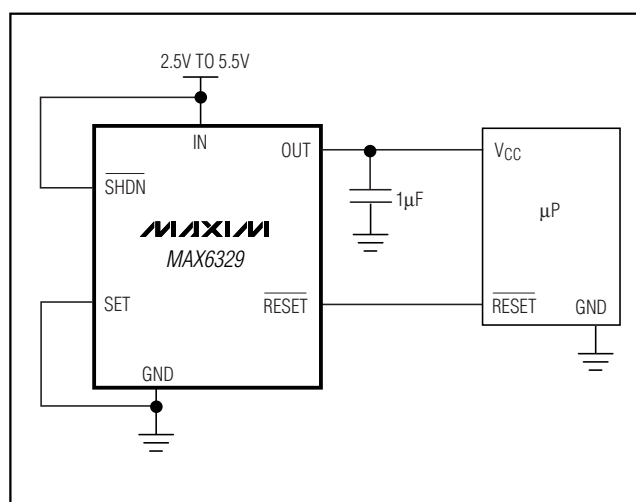 2.5V TO 5.5V
IN
OUT
VCC
SHDN
1µF
µP
MAXIM
MAX6329
SET
RESET
RESET
GND
GND